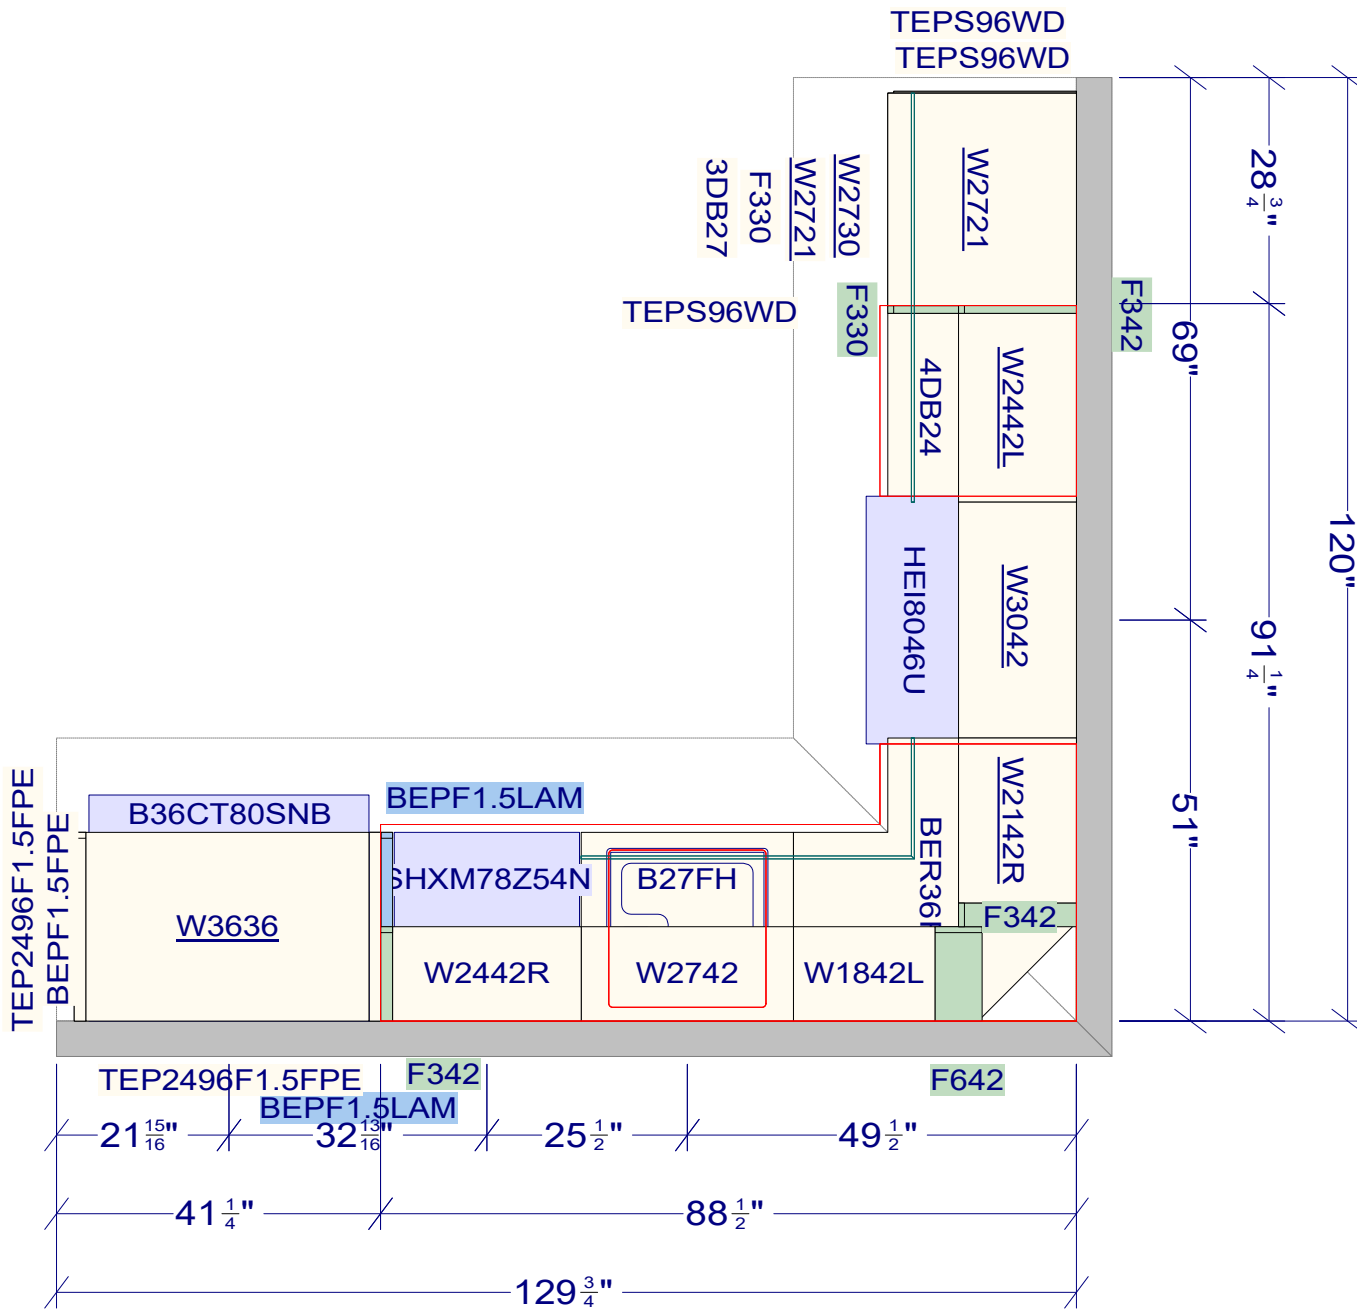 TEPS96WD
TEPS96WD
W2721
W2730
W2721
F330
3DB27
TEPS96WD
F330
F342
28 3/4"
69"
120"
4DB24
W2442L
HEI8046U
W3042
91 1/4"
51"
BEPF1.5LAM
B36CT80SNB
TEP2496F1.5FPE
BEPF1.5FPE
W3636
SHXM78Z54N
B27FH
BER36
W2142R
F342
W2442R
W2742
W1842L
TEP2496F1.5FPE
F342
F642
BEPF1.5LAM
21 15/16"
32 13/16"
25 1/2"
49 1/2"
41 1/4"
88 1/2"
129 3/4"